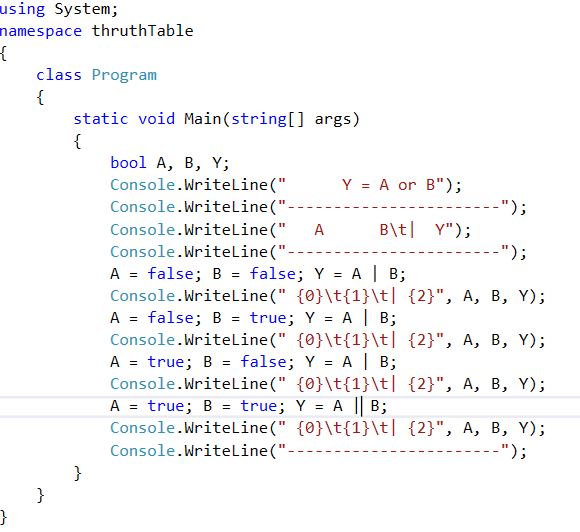 using System;
namespace thruthTable
{
    class Program
    {
        static void Main(string[] args)
        {
            bool A, B, Y;
            Console.WriteLine("      Y = A or B");
            Console.WriteLine("-----------------------");
            Console.WriteLine("   A      B\t|  Y");
            Console.WriteLine("-----------------------");
            A = false; B = false; Y = A | B;
            Console.WriteLine(" {0}\t{1}\t| {2}", A, B, Y);
            A = false; B = true; Y = A | B;
            Console.WriteLine(" {0}\t{1}\t| {2}", A, B, Y);
            A = true; B = false; Y = A | B;
            Console.WriteLine(" {0}\t{1}\t| {2}", A, B, Y);
            A = true; B = true; Y = A | B;
            Console.WriteLine(" {0}\t{1}\t| {2}", A, B, Y);
            Console.WriteLine("-----------------------");
        }
    }
}